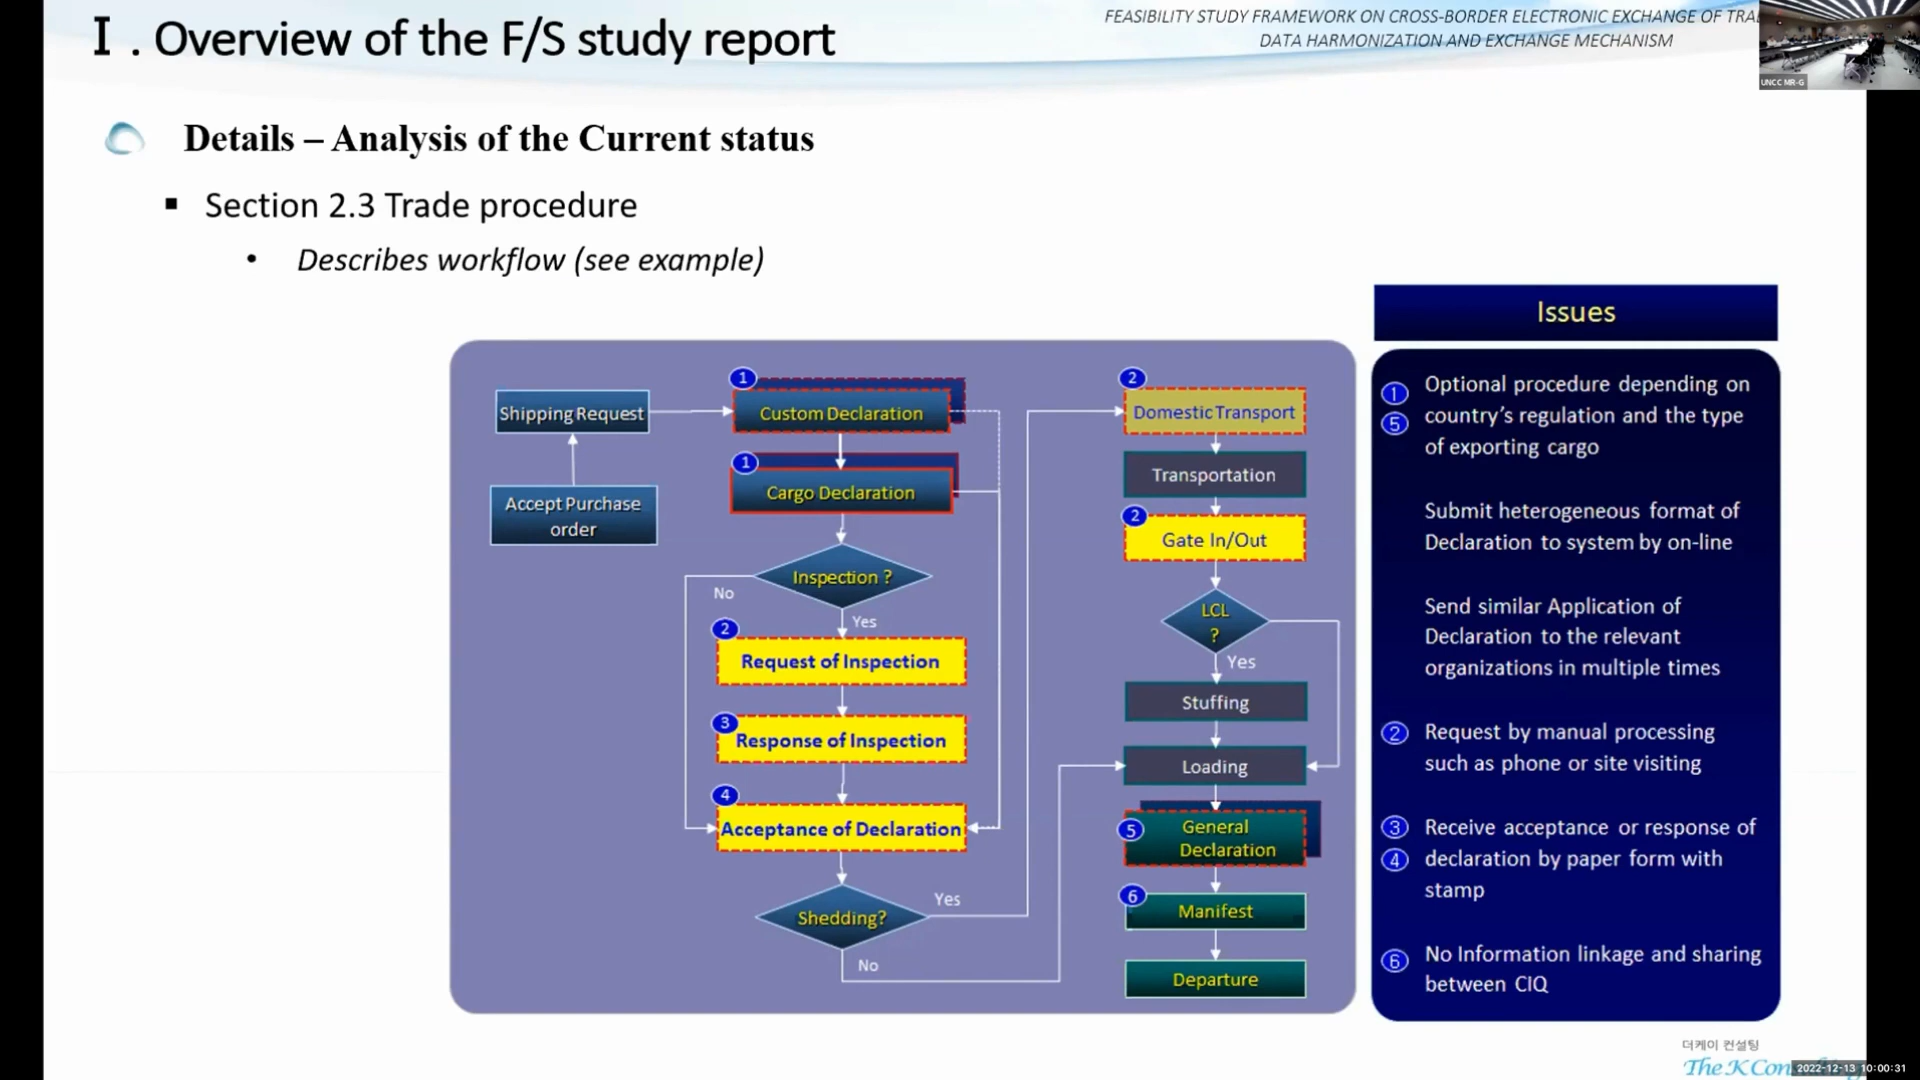 Ⅰ. Overview of the F/S study report
FEASIBILITY STUDY FRAMEWORK ON CROSS-BORDER ELECTRONIC EXCHANGE OF
DATA HARMONIZATION AND EXCHANGE MECHANISM
UNCC MR-G
Details – Analysis of the Current status
▪ Section 2.3 Trade procedure
• Describes workflow (see example)
Shipping Request
Accept Purchase
order
1
Custom Declaration
1
Cargo Declaration
Inspection ?
No
Yes
2
Request of Inspection
3
Response of Inspection
4
Acceptance of Declaration
Shedding?
Yes
No
2
Domestic Transport
Transportation
2
Gate In/Out
LCL
?
Yes
Stuffing
Loading
5
General
Declaration
6
Manifest
Departure
Issues
① Optional procedure depending on
⑤ country's regulation and the type
of exporting cargo
Submit heterogeneous format of
Declaration to system by on-line
Send similar Application of
Declaration to the relevant
organizations in multiple times
② Request by manual processing
such as phone or site visiting
③ Receive acceptance or response of
④ declaration by paper form with
stamp
⑥ No Information linkage and sharing
between CIQ
더케이 컨설팅
The K
2022-12-13 10:00:31